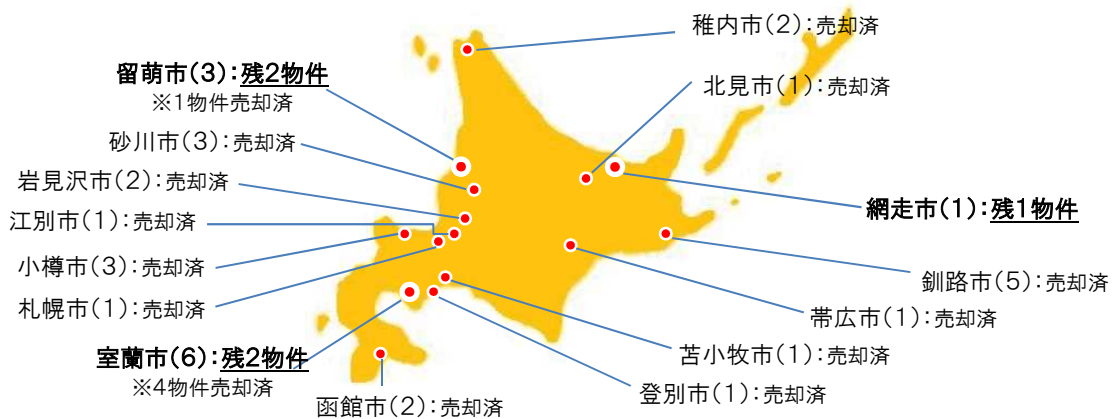 稚内市(2):売却済
留萌市(3):残2物件
※1物件売却済
北見市(1):売却済
砂川市(3):売却済
岩見沢市(2):売却済
網走市(1):残1物件
江別市(1):売却済
小樽市(3):売却済
釧路市(5):売却済
札幌市(1):売却済
帯広市(1):売却済
室蘭市(6):残2物件
※4物件売却済
苫小牧市(1):売却済
登別市(1):売却済
函館市(2):売却済